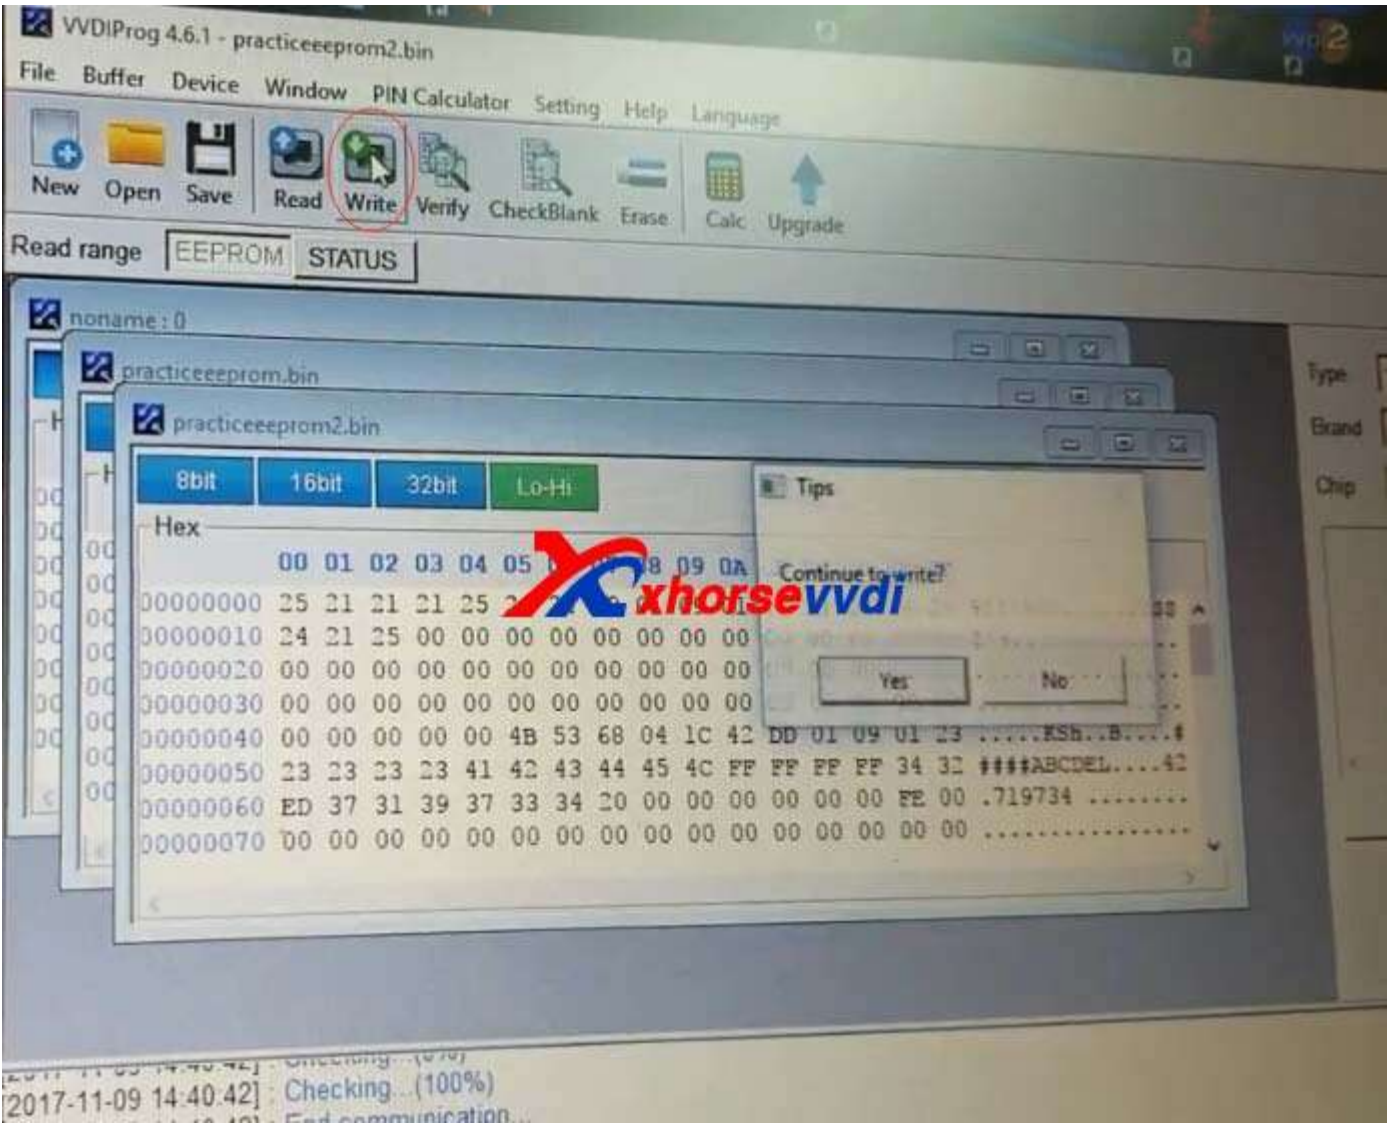 VVDIProg 4.6.1 - practiceeeprom2.bin
File Buffer Device Window PIN Calculator Setting Help Language
New Open Save Read Write Verify CheckBlank Erase Calc Upgrade
Read range EEPROM STATUS
noname : 0
practiceeeprom.bin
practiceeeprom2.bin
Type
Brand
Chip
8bit 16bit 32bit Lo-Hi
Tips
Hex
00 01 02 03 04 05 08 09 0A
Continue to write?
xhorsevvdi
00000000 25 21 21 21 25
00000010 24 21 25 00 00 00 00 00 00 00 00
00000020 00 00 00 00 00 00 00 00 00 00 00
Yes No
00000030 00 00 00 00 00 00 00 00 00 00 00
00000040 00 00 00 00 00 4B 53 68 04 1C 42 DD 01 09 01 23 .....KSh..B....#
00000050 23 23 23 23 41 42 43 44 45 4C FF FF FF FF 34 32 ####ABCDEL....42
00000060 ED 37 31 39 37 33 34 20 00 00 00 00 00 00 FE 00 .719734 ........
00000070 00 00 00 00 00 00 00 00 00 00 00 00 00 00 00 00 ................
[2017-11-09 14:40:42] : Checking...(100%)
End communication...